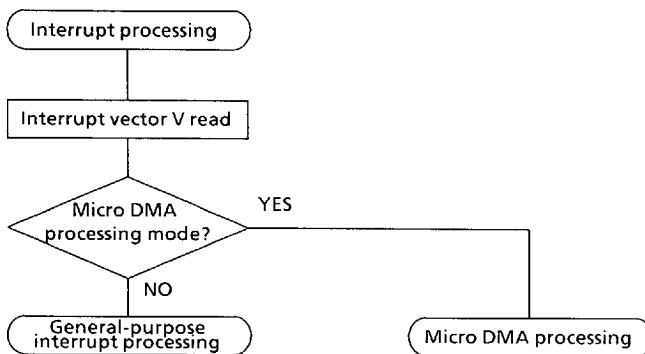 Interrupt processing
Interrupt vector V read
Micro DMA
processing mode?
YES
NO
General-purpose
interrupt processing
Micro DMA processing